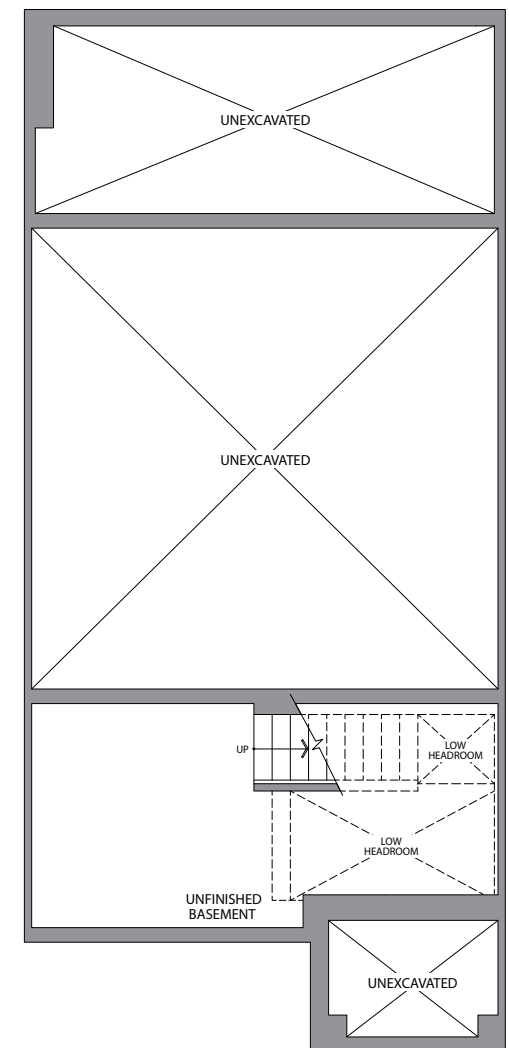 UNEXCAVATED
UNEXCAVATED
UP
LOW
HEADROOM
LOW
HEADROOM
UNFINISHED
BASEMENT
UNEXCAVATED